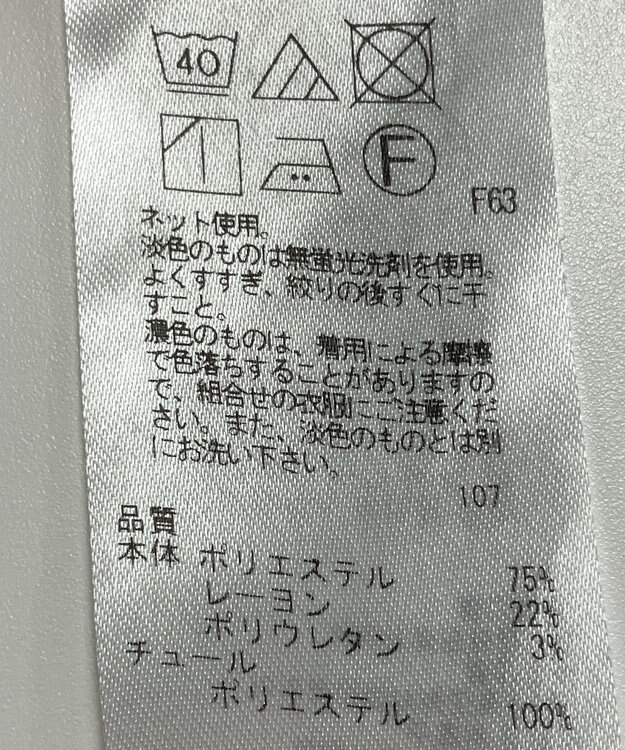 40
F
F63
ネット使用。
淡色のものは無蛍光洗剤を使用。
よくすすぎ、絞りの後すぐに干
すこと。
濃色のものは、着用による摩擦
で色落ちすることがありますの
で、組合せの衣服にご注意くだ
さい。また、淡色のものとは別
にお洗い下さい。
107
品質
本体 ポリエステル 75%
レーヨン 22%
ポリウレタン 3%
チュール
ポリエステル 100%